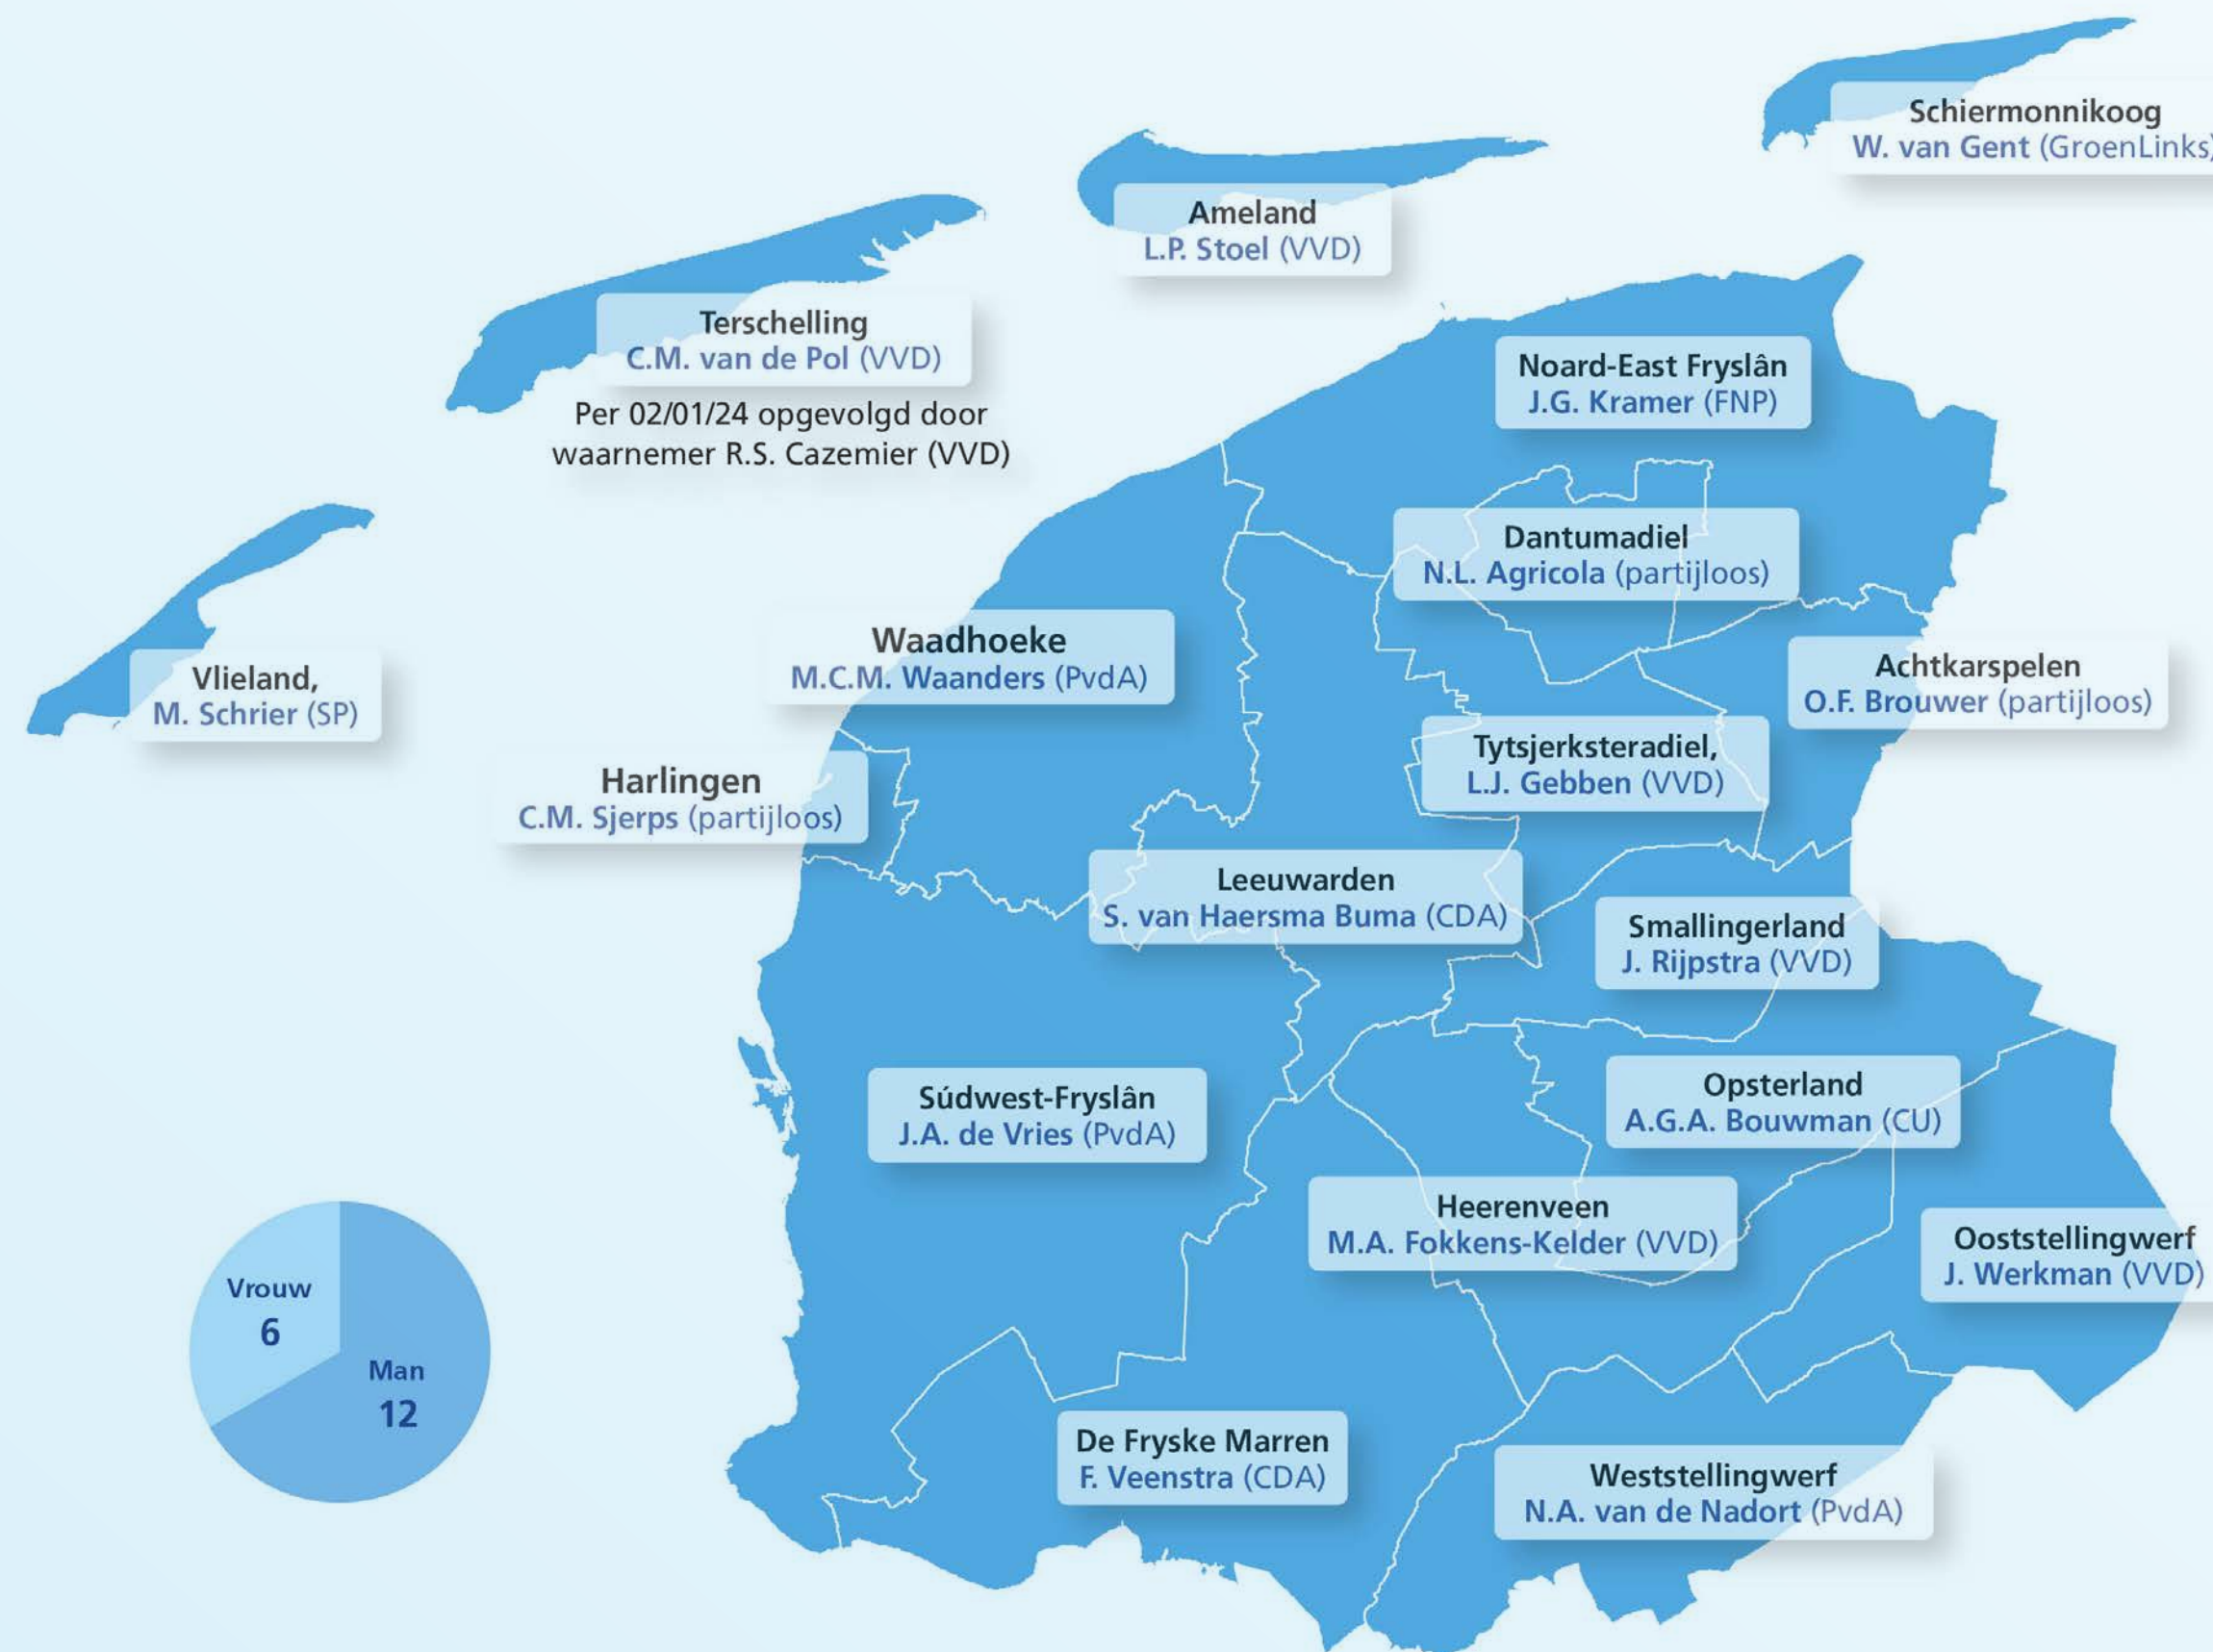 Schiermonnikoog
W. van Gent (GroenLinks)
Ameland
L.P. Stoel (VVD)
Terschelling
C.M. van de Pol (VVD)
Per 02/01/24 opgevolgd door
waarnemer R.S. Cazemier (VVD)
Noard-East Fryslân
J.G. Kramer (FNP)
Dantumadiel
N.L. Agricola (partijloos)
Waadhoeke
M.C.M. Waanders (PvdA)
Vlieland,
M. Schrier (SP)
Achtkarspelen
O.F. Brouwer (partijloos)
Tytsjerksteradiel,
L.J. Gebben (VVD)
Harlingen
C.M. Sjerps (partijloos)
Leeuwarden
S. van Haersma Buma (CDA)
Smallingerland
J. Rijpstra (VVD)
Súdwest-Fryslân
J.A. de Vries (PvdA)
Opsterland
A.G.A. Bouwman (CU)
Heerenveen
M.A. Fokkens-Kelder (VVD)
Ooststellingwerf
J. Werkman (VVD)
Vrouw
6
Man
12
De Fryske Marren
F. Veenstra (CDA)
Weststellingwerf
N.A. van de Nadort (PvdA)